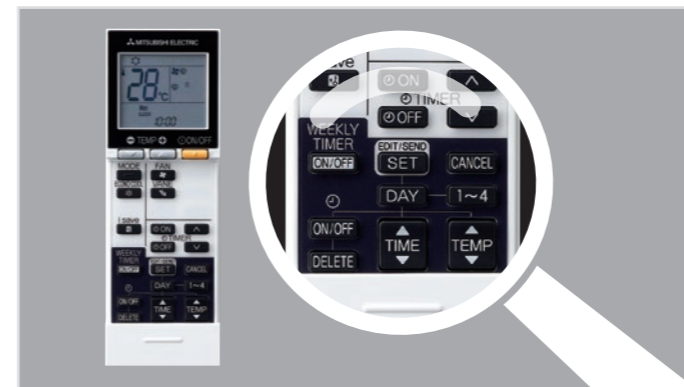 MITSUBISHI ELECTRIC
28°C
10:00
TEMP ON/OFF
MODE FAN
VANE
i save ON
TIMER
OFF
WEEKLY
TIMER
ON/OFF SET CANCEL
DAY 1~4
ON/OFF TIME TEMP
DELETE
ON
TIMER
OFF
WEEKLY
TIMER
EDIT/SEND
ON/OFF SET CANCEL
DAY 1~4
ON/OFF TIME TEMP
DELETE